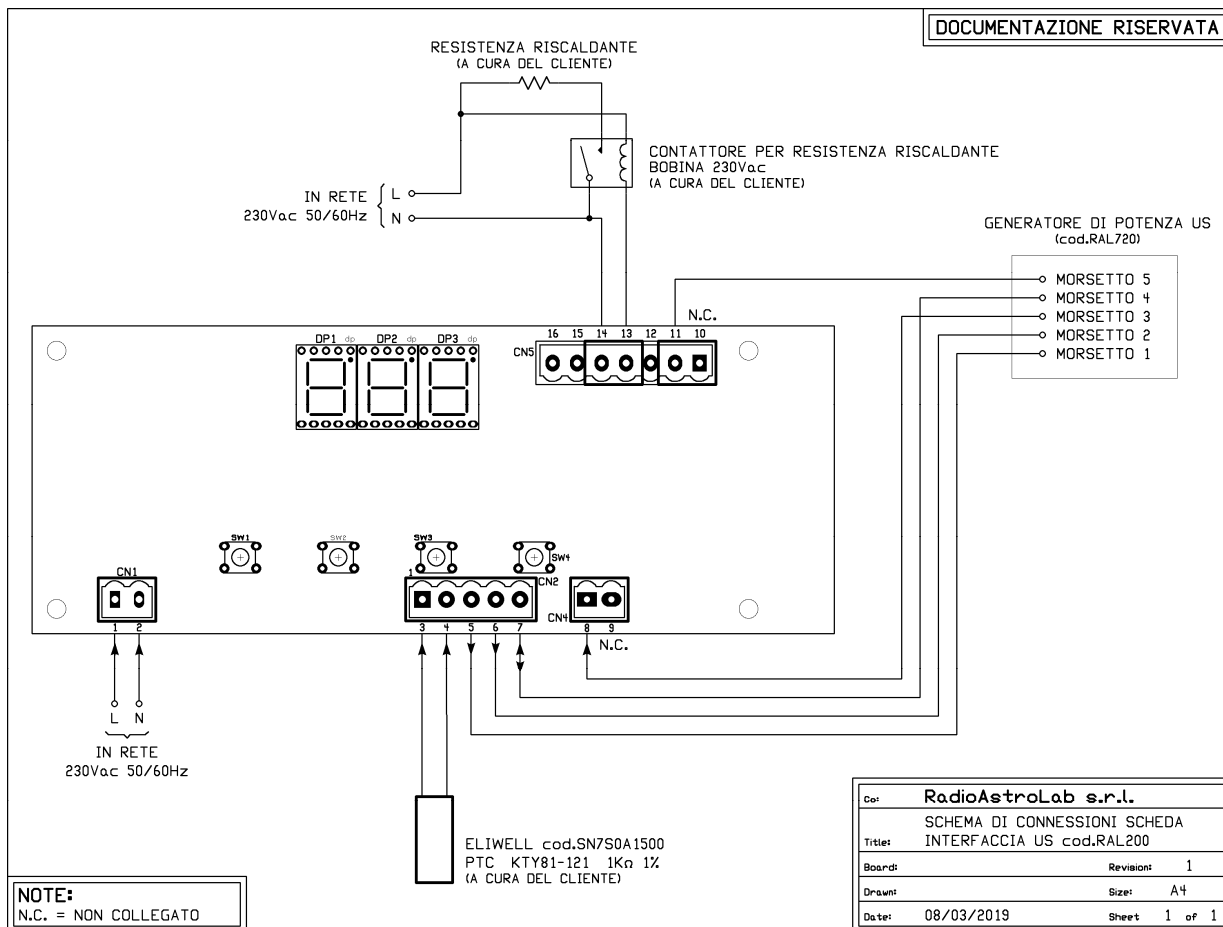 DOCUMENTAZIONE RISERVATA
RESISTENZA RISCALDANTE
(A CURA DEL CLIENTE)
CONTATTORE PER RESISTENZA RISCALDANTE
BOBINA 230Vac
(A CURA DEL CLIENTE)
IN RETE
230Vac 50/60Hz
L
N
GENERATORE DI POTENZA US
(cod.RAL720)
MORSETTO 5
MORSETTO 4
MORSETTO 3
MORSETTO 2
MORSETTO 1
N.C.
DP1 dp DP2 dp DP3 dp
16 15 14 13 12 11 10
CN5
SW1
SW2
SW3
SW4
CN1
1
CN2
CN4
1 2
3 4 5 6 7
8 9
N.C.
L N
IN RETE
230Vac 50/60Hz
ELIWELL cod.SN7S0A1500
PTC KTY81-121 1KΩ 1%
(A CURA DEL CLIENTE)
NOTE:
N.C. = NON COLLEGATO
Co: RadioAstroLab s.r.l.
SCHEMA DI CONNESSIONI SCHEDA
Title: INTERFACCIA US cod.RAL200
Board: Revision: 1
Drawn: Size: A4
Date: 08/03/2019 Sheet 1 of 1